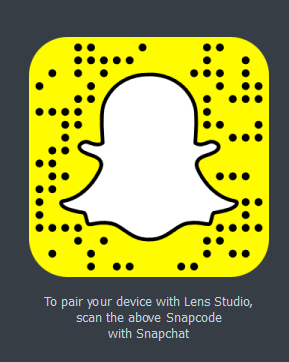 To pair your device with Lens Studio,
scan the above Snapcode
with Snapchat